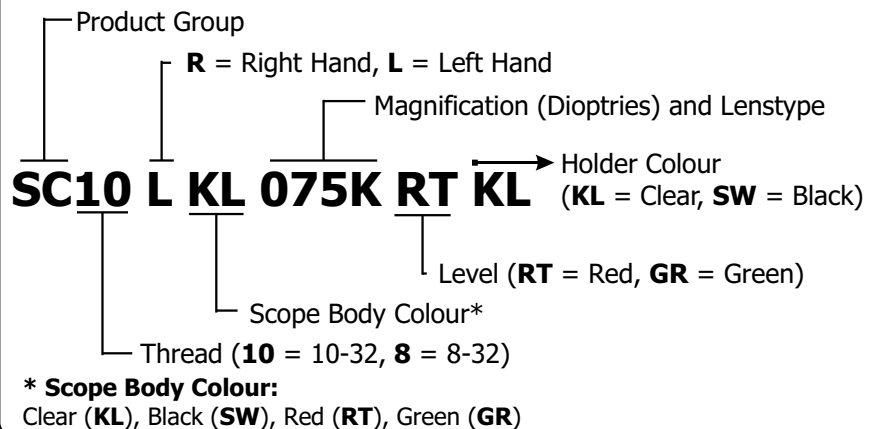 Product Group
R = Right Hand, L = Left Hand
Magnification (Dioptries) and Lenstype
SC10 L KL 075K RT KL
Holder Colour
(KL = Clear, SW = Black)
Level (RT = Red, GR = Green)
Scope Body Colour*
Thread (10 = 10-32, 8 = 8-32)
* Scope Body Colour:
Clear (KL), Black (SW), Red (RT), Green (GR)